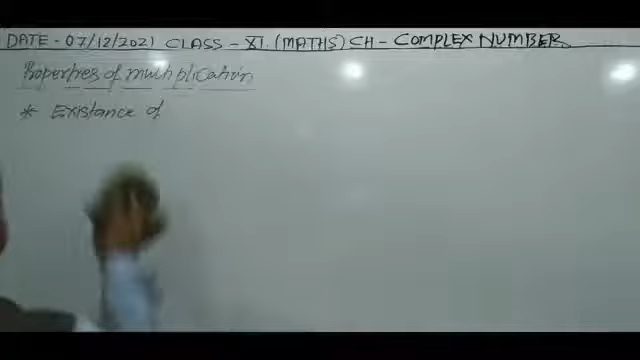 DATE - 07/12/2021 CLASS - XI. (MATHS) CH - COMPLEX NUMBER
Properties of multiplication
* Existance of